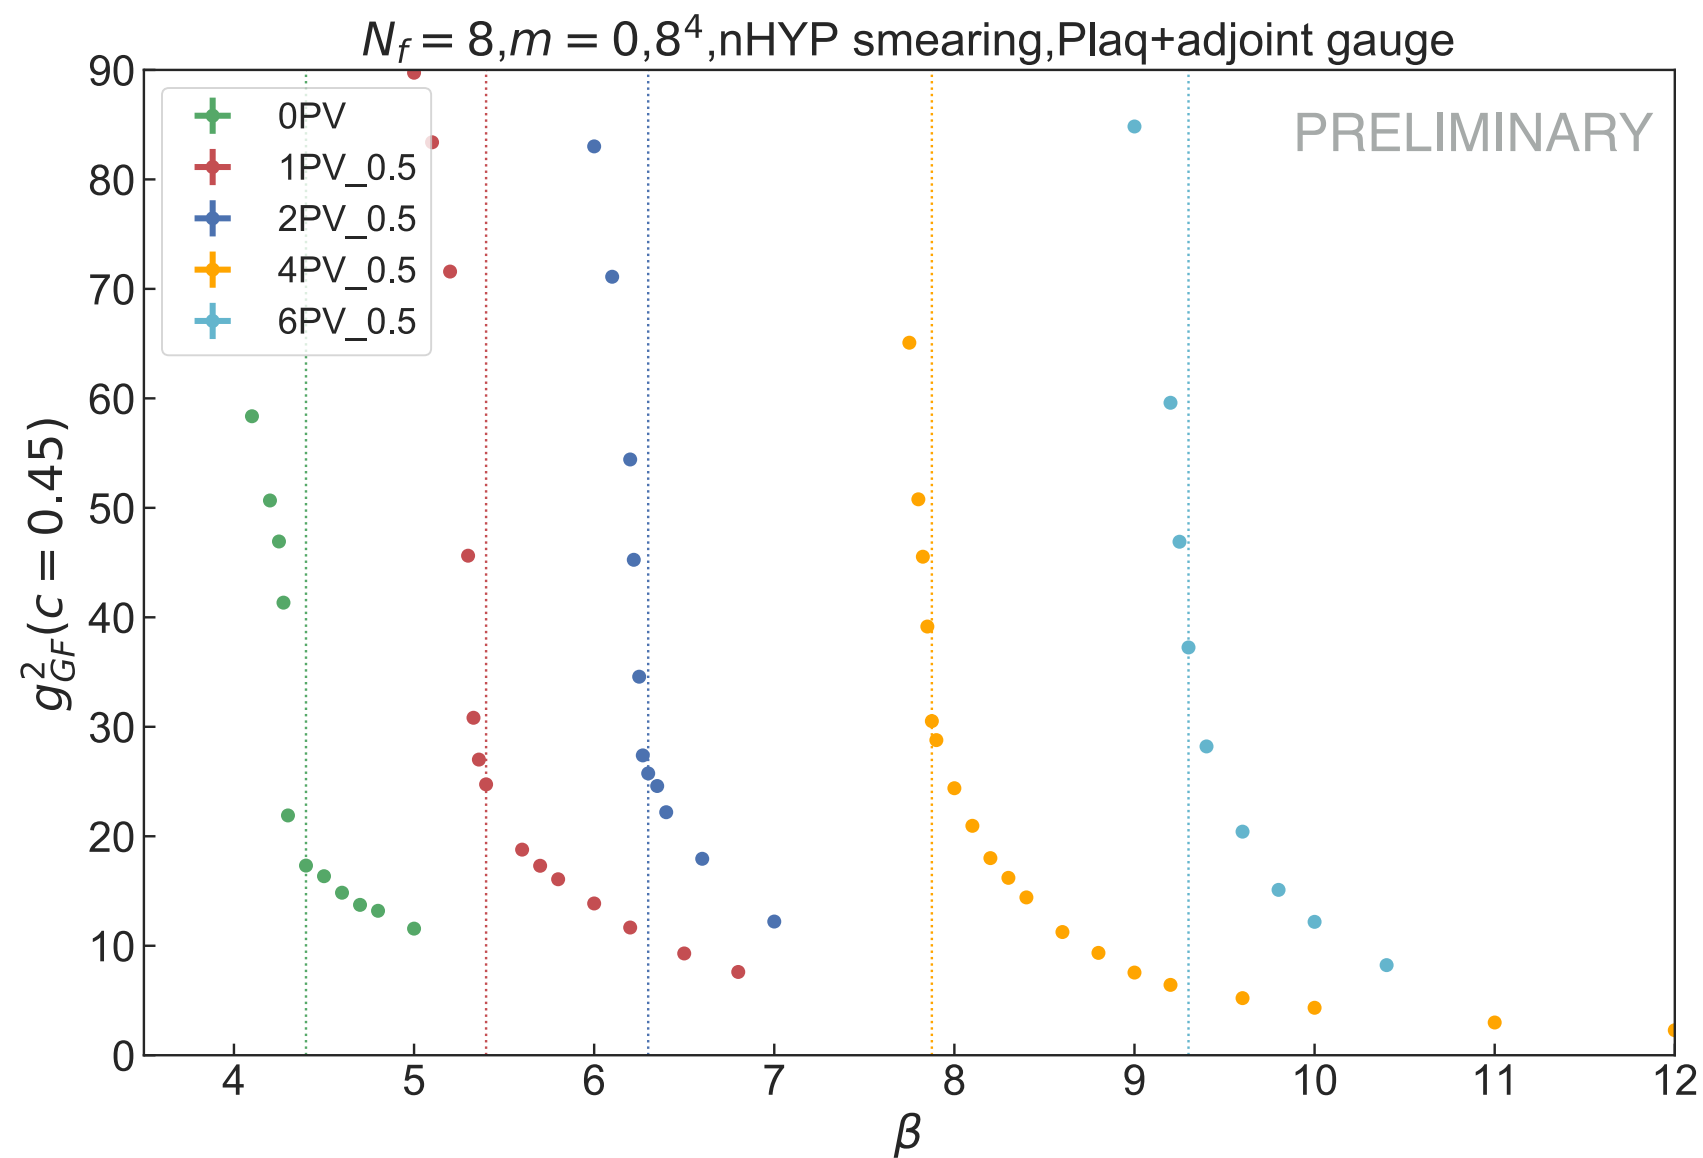 N_f = 8,m = 0,8^4,nHYP smearing,Plaq+adjoint gauge
PRELIMINARY
0PV
1PV_0.5
2PV_0.5
4PV_0.5
6PV_0.5
g^2_{GF}(c = 0.45)
90
80
70
60
50
40
30
20
10
0
4 5 6 7 8 9 10 11 12
β